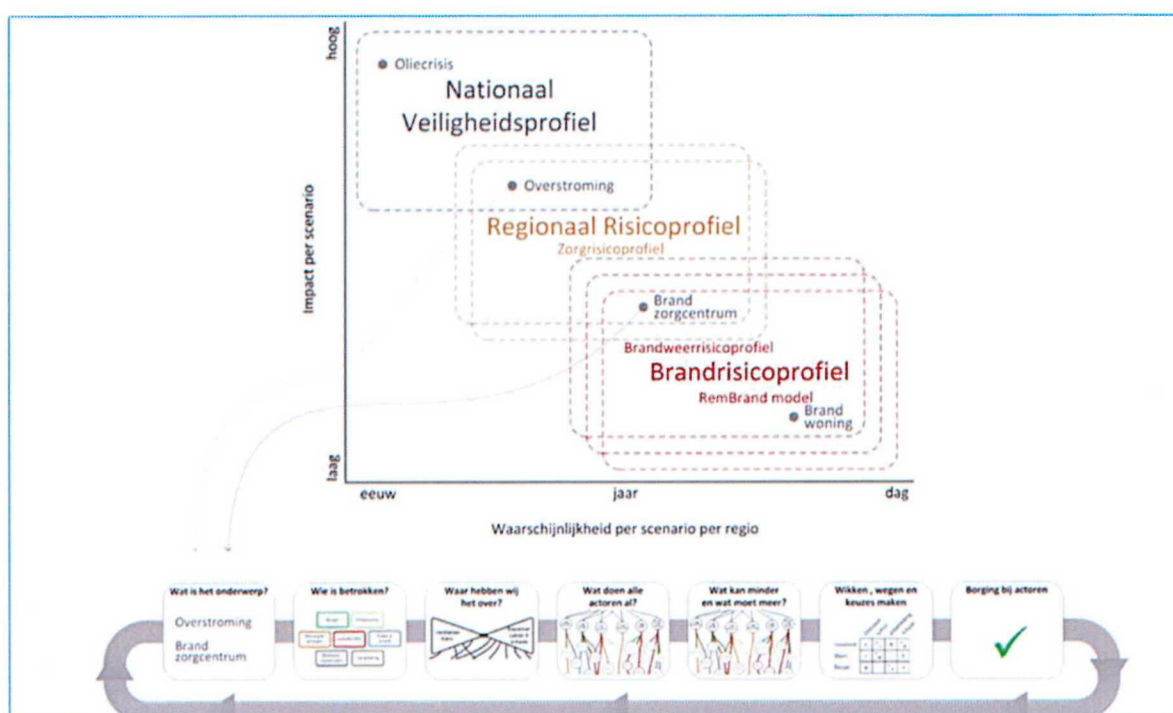 hoog
Oliecrisis
Nationaal
Veiligheidsprofiel
Overstroming
Impact per scenario
Regionaal Risicoprofiel
Zorgrisicoprofiel
Brand
zorgcentrum
Brandweerrisicoprofiel
Brandrisicoprofiel
RemBrand model
Brand
woning
laag
eeuw
jaar
dag
Waarschijnlijkheid per scenario per regio
Wat is het onderwerp?
Overstroming
Brand
zorgcentrum
Wie is betrokken?
Waar hebben wij
het over?
Wat doen alle
actoren al?
Wat kan minder
en wat moet meer?
Wikken , wegen en
keuzes maken
Borging bij actoren